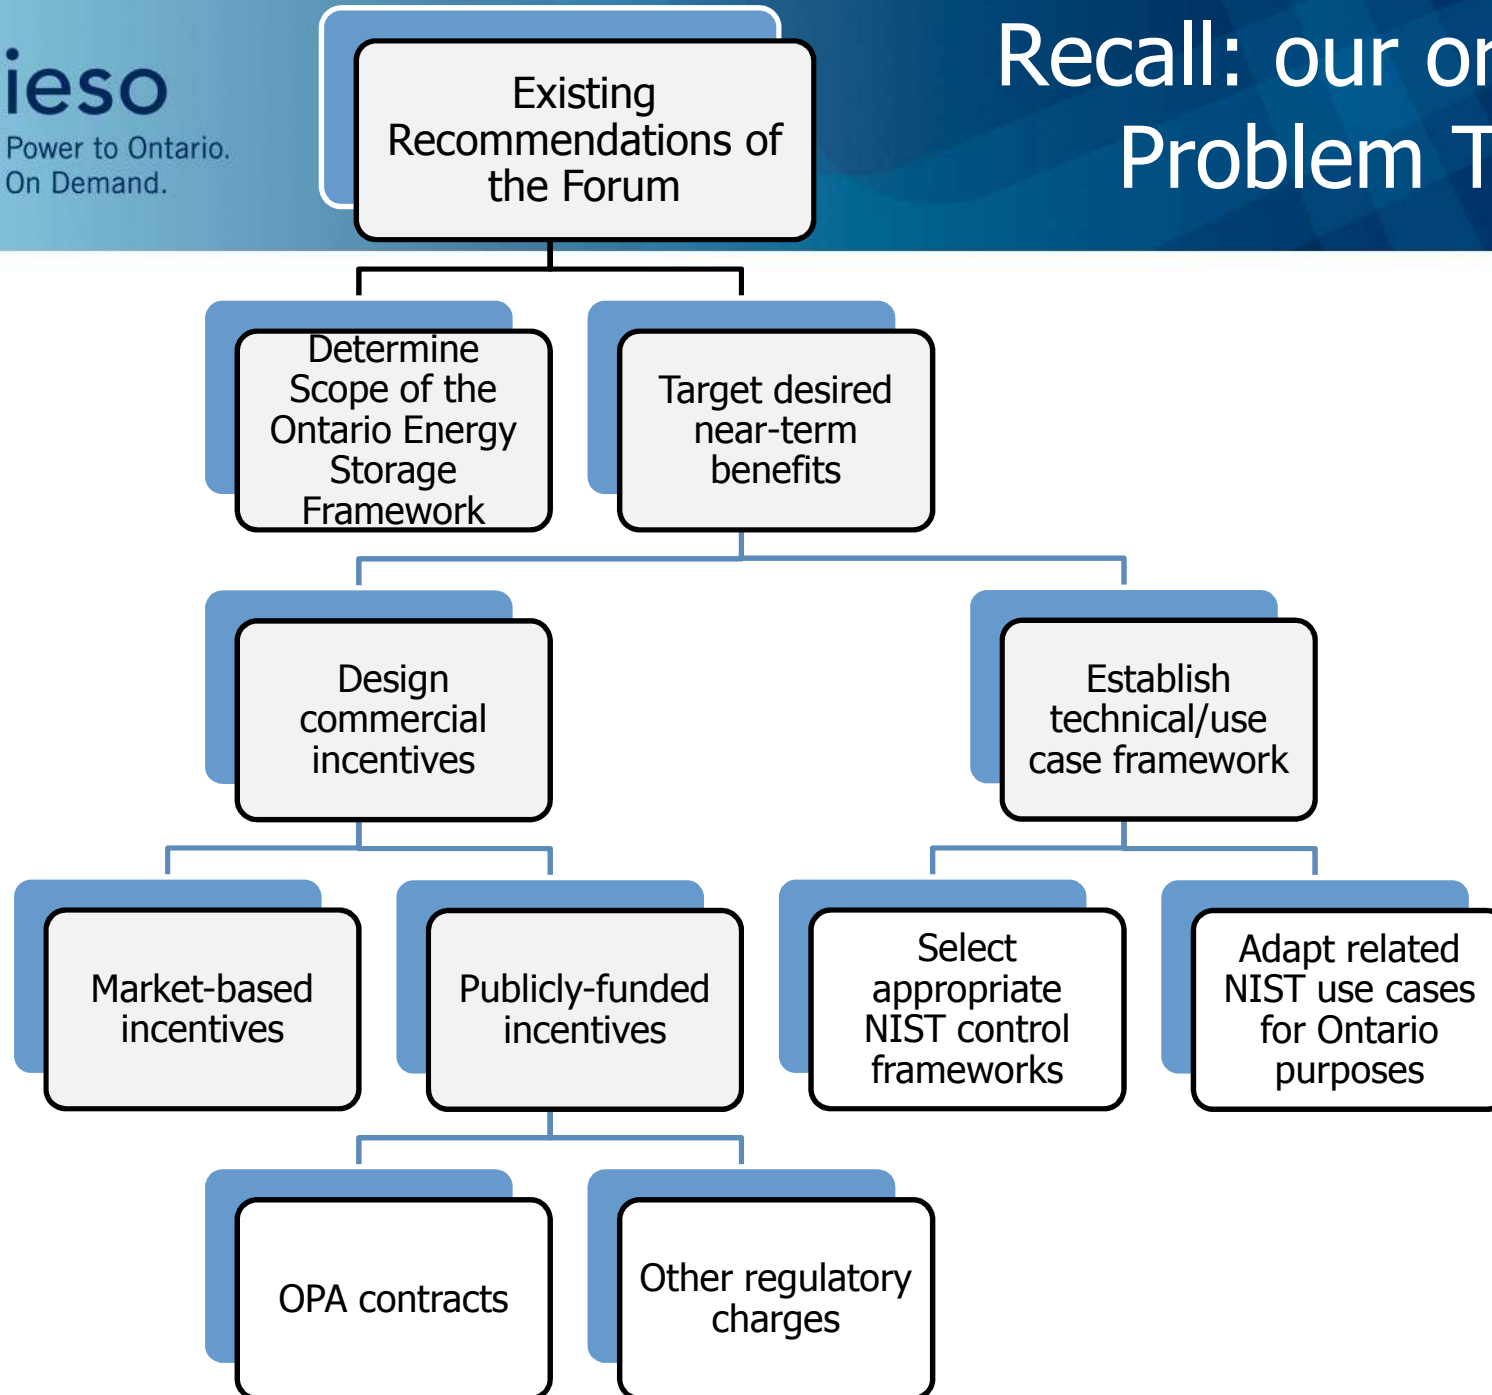 ieso
Power to Ontario.
On Demand.
Recall: our
Problem
Existing
Recommendations of
the Forum
Determine
Scope of the
Ontario Energy
Storage
Framework
Target desired
near-term
benefits
Design
commercial
incentives
Establish
technical/use
case framework
Market-based
incentives
Publicly-funded
incentives
Select
appropriate
NIST control
frameworks
Adapt related
NIST use cases
for Ontario
purposes
OPA contracts
Other regulatory
charges